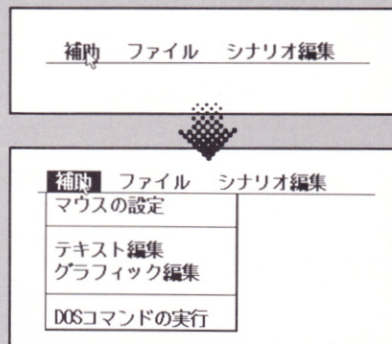 補助 ファイル シナリオ編集
補助 ファイル シナリオ編集
マウスの設定
テキスト編集
グラフィック編集
DOSコマンドの実行